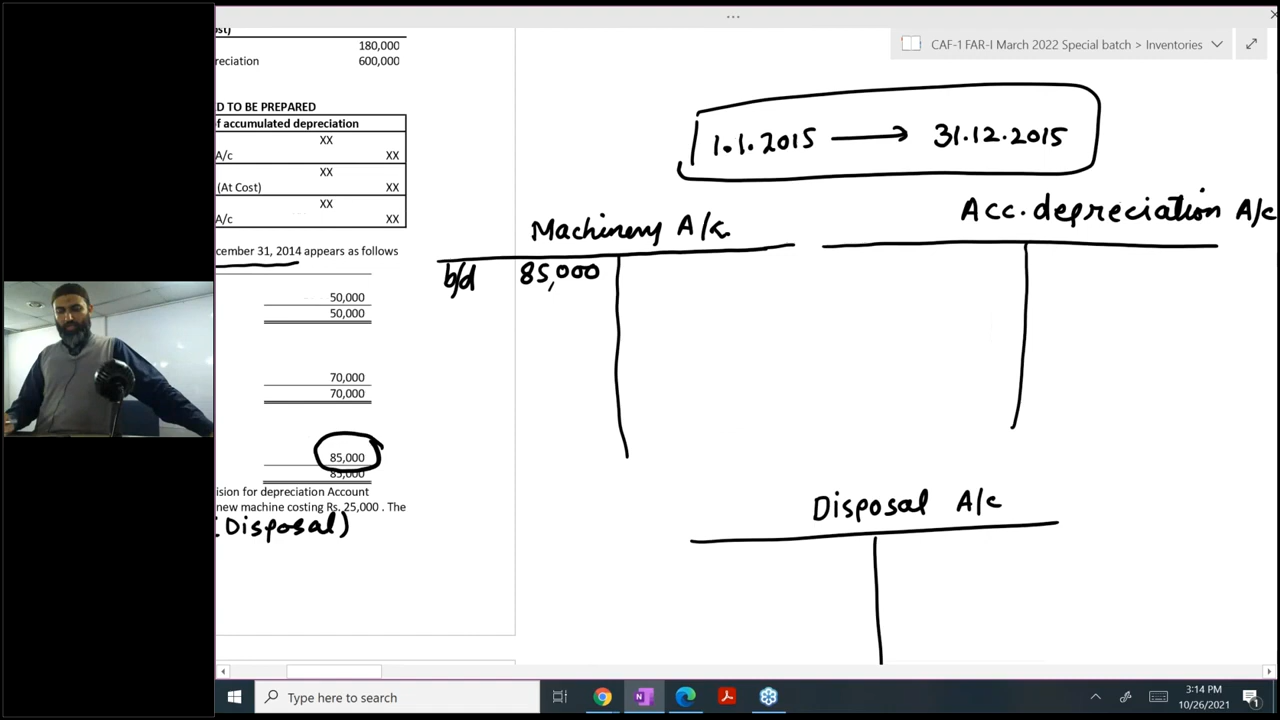 CAF-1 FAR-I March 2022 Special batch > Inventories
180,000
reciation 600,000
D TO BE PREPARED
f accumulated depreciation
XX
A/c XX
XX
(At Cost) XX
XX
A/c XX
cember 31, 2014 appears as follows
50,000
50,000
70,000
70,000
85,000
85,000
ision for depreciation Account
new machine costing Rs. 25,000 . The
(Disposal)
1.1.2015 → 31.12.2015
Machinery A/c
b/d 85,000
Acc. depreciation A/c
Disposal A/c
Type here to search
3:14 PM
10/26/2021
1